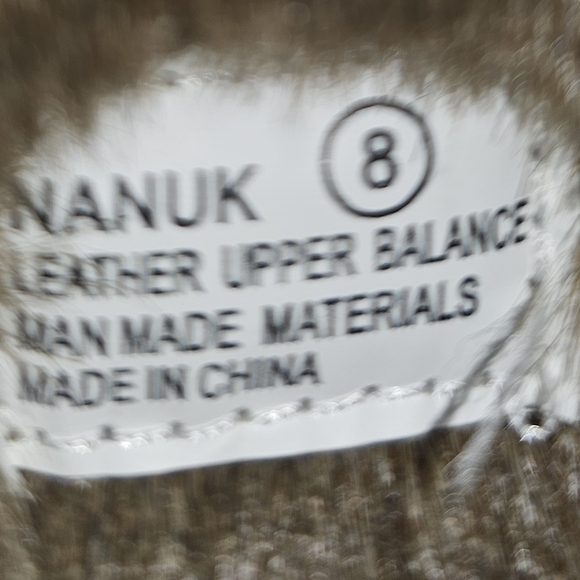 NANUK 8
LEATHER UPPER BALANCE
MAN MADE MATERIALS
MADE IN CHINA